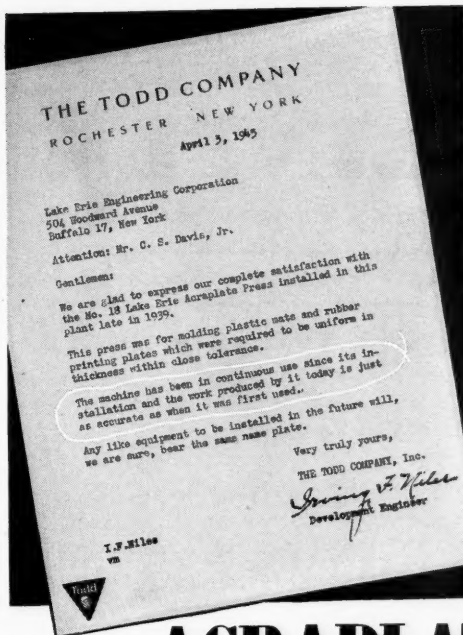 THE TODD COMPANY
ROCHESTER NEW YORK
April 3, 1945
Lake Erie Engineering Corporation
504 Woodward Avenue
Buffalo 17, New York
Attention: Mr. C. S. Davis, Jr.
Gentlemen:
We are glad to express our complete satisfaction with
the No. 18 Lake Erie Acraplate Press installed in this
plant late in 1939.
This press was for molding plastic mats and rubber
printing plates which were required to be uniform in
thickness within close tolerance.
The machine has been in continuous use since its in-
stallation and the work produced by it today is just
as accurate as when it was first used..
Any like equipment to be installed in the future will,
we are sure, bear the same name plate.
Very truly yours,
THE TODD COMPANY, Inc.
Irving F. Niles
Development Engineer
I.F.Niles
vm
Todd